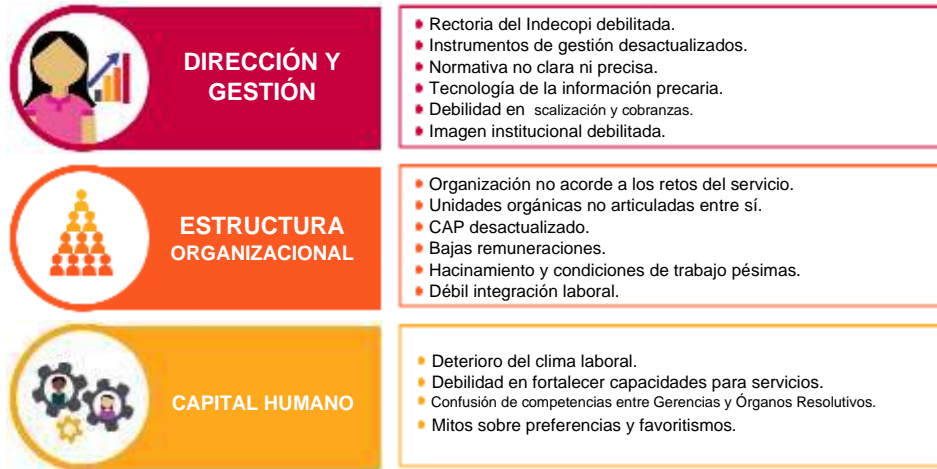 DIRECCIÓN Y
GESTIÓN
Rectoria del Indecopi debilitada.
Instrumentos de gestión desactualizados.
Normativa no clara ni precisa.
Tecnología de la información precaria.
Debilidad en scalización y cobranzas.
Imagen institucional debilitada.
ESTRUCTURA
ORGANIZACIONAL
Organización no acorde a los retos del servicio.
Unidades orgánicas no articuladas entre sí.
CAP desactualizado.
Bajas remuneraciones.
Hacinamiento y condiciones de trabajo pésimas.
Débil integración laboral.
CAPITAL HUMANO
Deterioro del clima laboral.
Debilidad en fortalecer capacidades para servicios.
Confusión de competencias entre Gerencias y Órganos Resolutivos.
Mitos sobre preferencias y favoritismos.